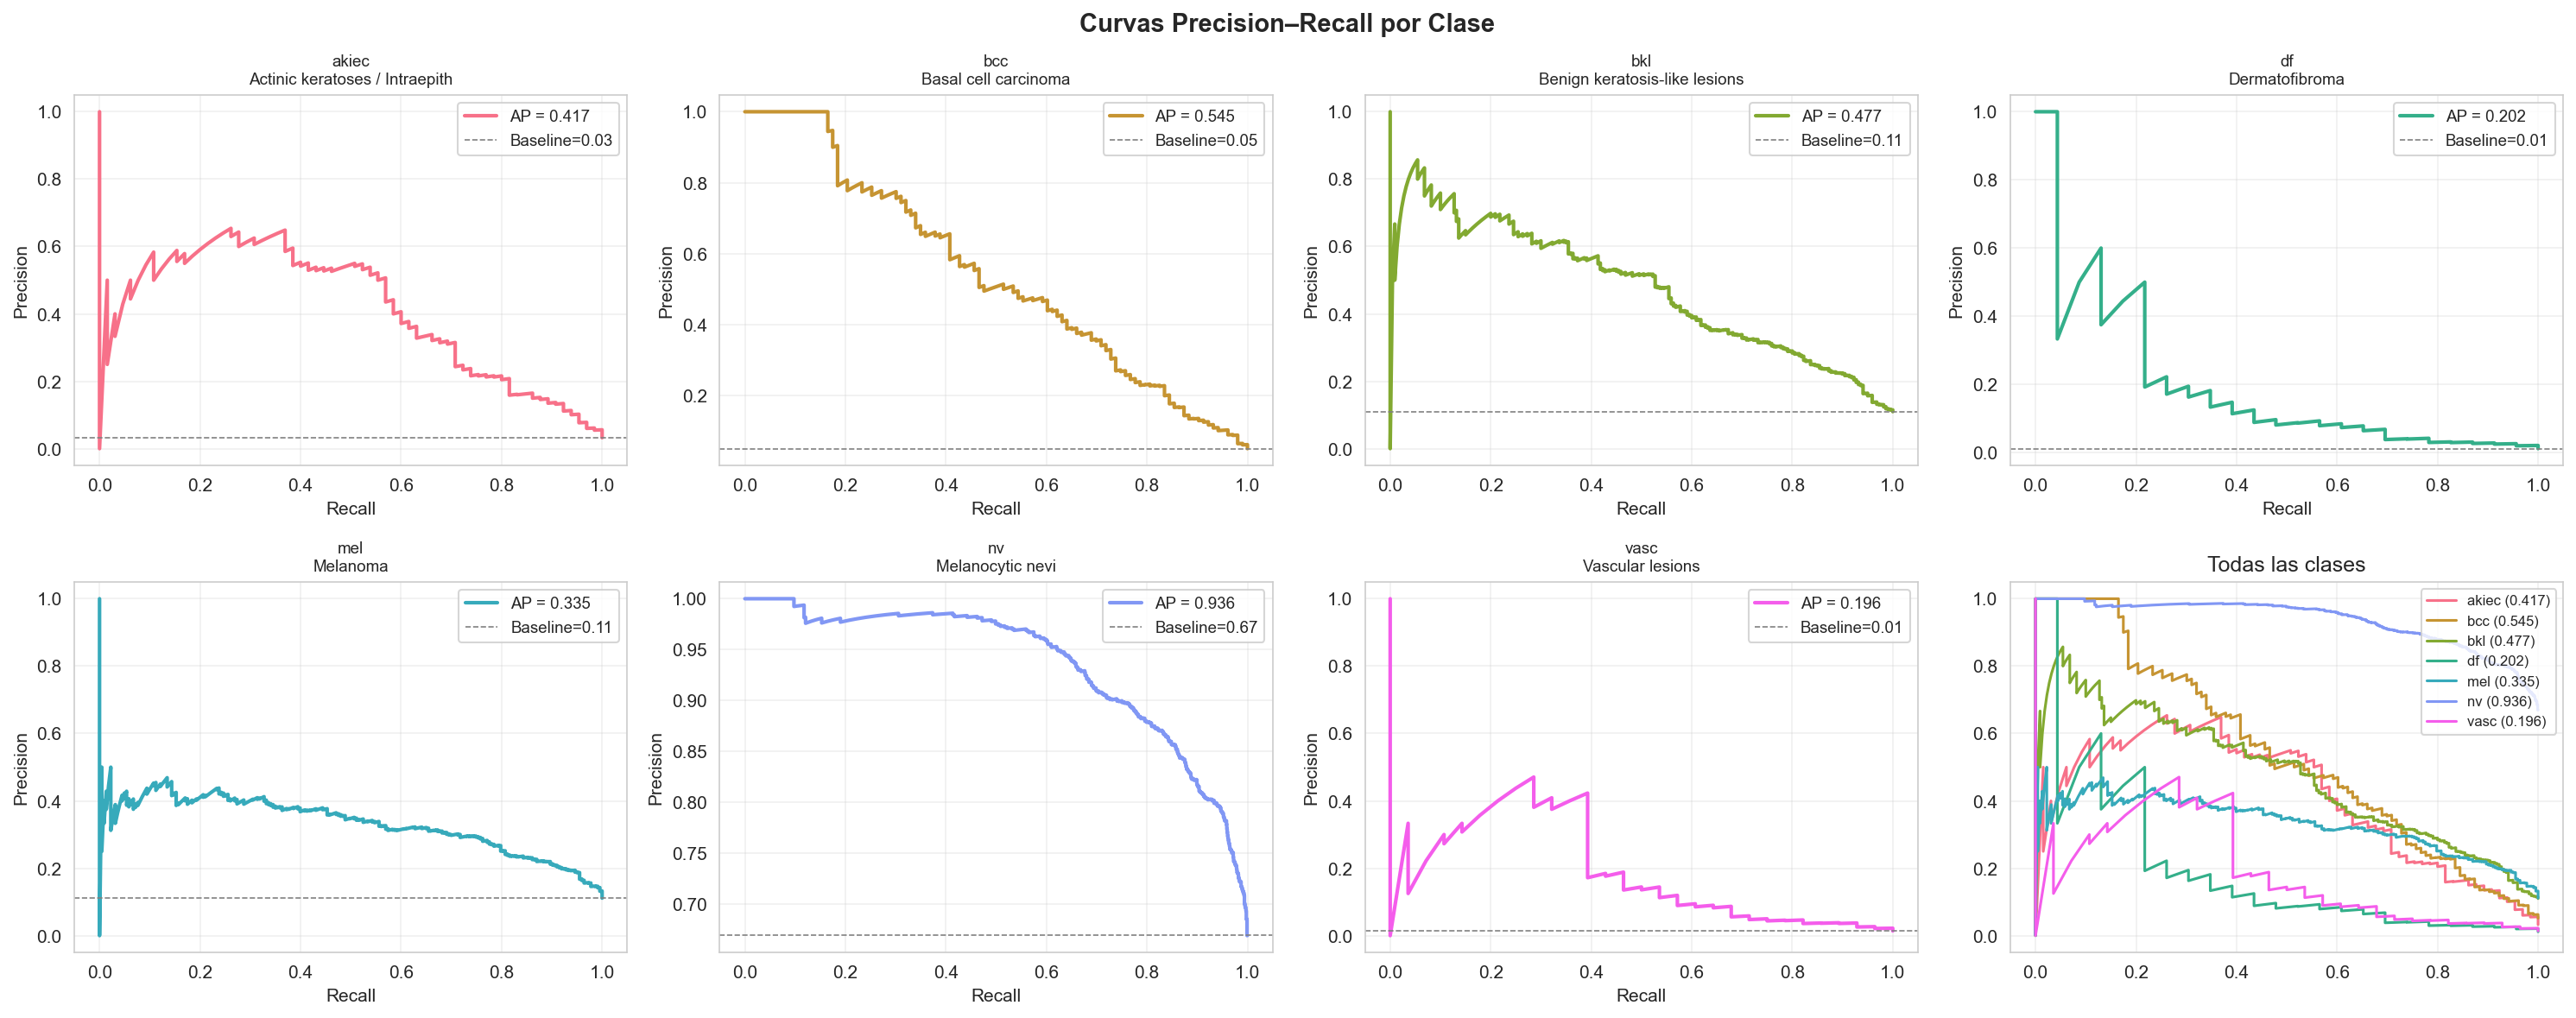 Curvas Precision–Recall por Clase
akiec
Actinic keratoses / Intraepith
AP = 0.417
Baseline=0.03
Precision
1.0
0.8
0.6
0.4
0.2
0.0
0.0 0.2 0.4 0.6 0.8 1.0
Recall
bcc
Basal cell carcinoma
AP = 0.545
Baseline=0.05
Precision
1.0
0.8
0.6
0.4
0.2
0.0 0.2 0.4 0.6 0.8 1.0
Recall
bkl
Benign keratosis-like lesions
AP = 0.477
Baseline=0.11
Precision
1.0
0.8
0.6
0.4
0.2
0.0
0.0 0.2 0.4 0.6 0.8 1.0
Recall
df
Dermatofibroma
AP = 0.202
Baseline=0.01
Precision
1.0
0.8
0.6
0.4
0.2
0.0
0.0 0.2 0.4 0.6 0.8 1.0
Recall
mel
Melanoma
AP = 0.335
Baseline=0.11
Precision
1.0
0.8
0.6
0.4
0.2
0.0
0.0 0.2 0.4 0.6 0.8 1.0
Recall
nv
Melanocytic nevi
AP = 0.936
Baseline=0.67
Precision
1.00
0.95
0.90
0.85
0.80
0.75
0.70
0.0 0.2 0.4 0.6 0.8 1.0
Recall
vasc
Vascular lesions
AP = 0.196
Baseline=0.01
Precision
1.0
0.8
0.6
0.4
0.2
0.0
0.0 0.2 0.4 0.6 0.8 1.0
Recall
Todas las clases
akiec (0.417)
bcc (0.545)
bkl (0.477)
df (0.202)
mel (0.335)
nv (0.936)
vasc (0.196)
1.0
0.8
0.6
0.4
0.2
0.0
0.0 0.2 0.4 0.6 0.8 1.0